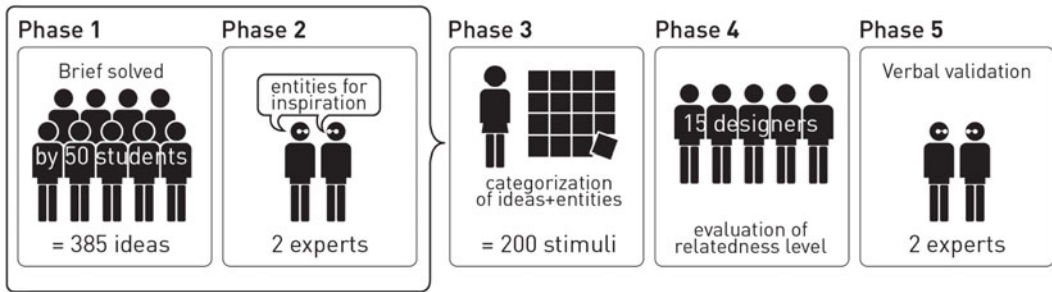 Phase 1
Brief solved
by 50 students
= 385 ideas
Phase 2
entities for
inspiration
2 experts
Phase 3
categorization
of ideas+entities
= 200 stimuli
Phase 4
15 designers
evaluation of
relatedness level
Phase 5
Verbal validation
2 experts